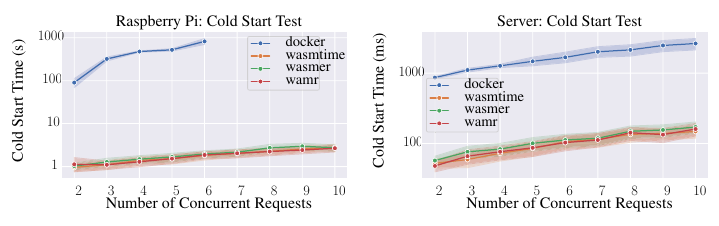 Raspberry Pi: Cold Start Test
Cold Start Time (s)
1000
100
10
1
docker
wasmtime
wasmer
wamr
2 3 4 5 6 7 8 9 10
Number of Concurrent Requests
Server: Cold Start Test
Cold Start Time (ms)
1000
100
docker
wasmtime
wasmer
wamr
2 3 4 5 6 7 8 9 10
Number of Concurrent Requests